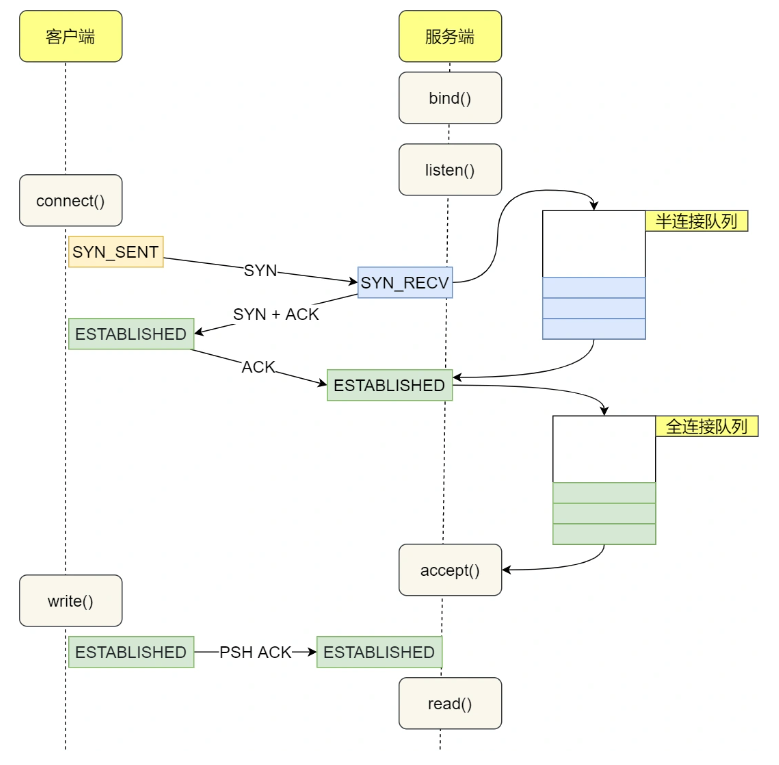 客户端
服务端
bind()
listen()
connect()
半连接队列
SYN_SENT
SYN
SYN_RECV
SYN + ACK
ESTABLISHED
ACK
ESTABLISHED
全连接队列
accept()
write()
ESTABLISHED
PSH ACK
ESTABLISHED
read()